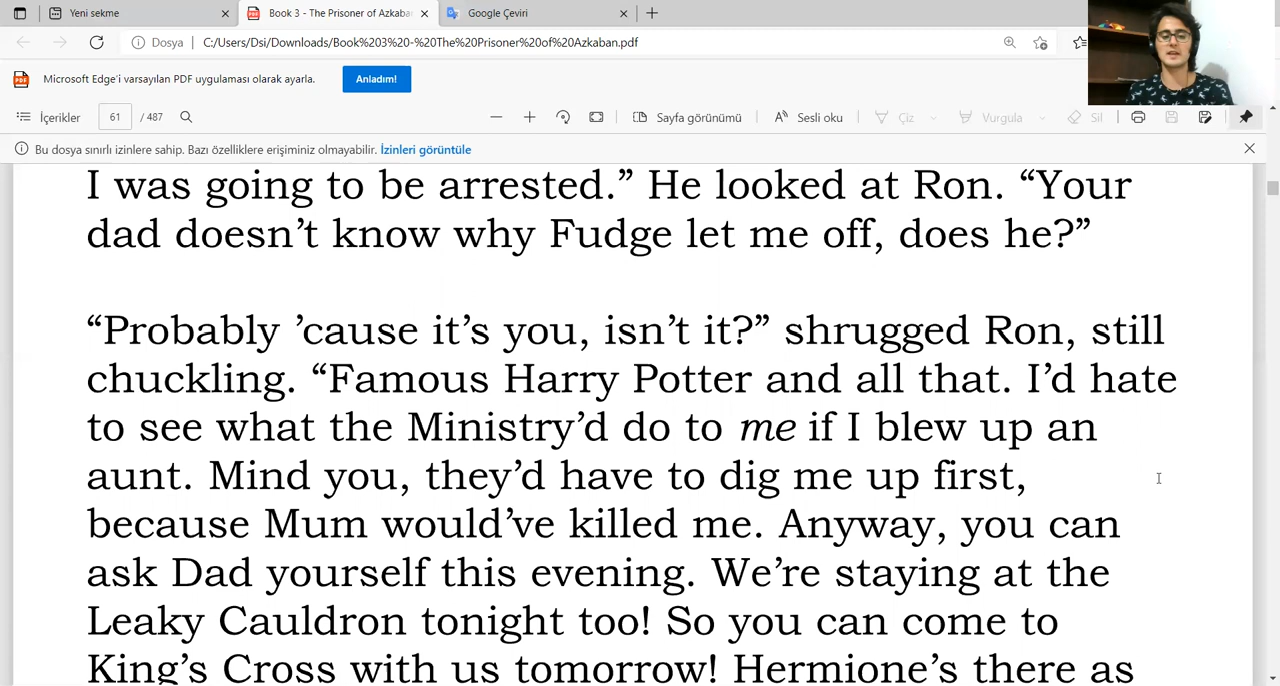 Yeni sekme
Book 3 - The Prisoner of Azkaba
Google Çeviri
Dosya
C:/Users/Dsi/Downloads/Book%203%20-%20The%20Prisoner%20of%20Azkaban.pdf
Microsoft Edge'i varsayılan PDF uygulaması olarak ayarla.
Anladım!
İçerikler
61 / 487
Sayfa görünümü
Sesli oku
Çiz
Vurgula
Sil
Bu dosya sınırlı izinlere sahip. Bazı özelliklere erişiminiz olmayabilir. İzinleri görüntüle
I was going to be arrested.” He looked at Ron. “Your
dad doesn’t know why Fudge let me off, does he?”
“Probably ’cause it’s you, isn’t it?” shrugged Ron, still
chuckling. “Famous Harry Potter and all that. I’d hate
to see what the Ministry’d do to me if I blew up an
aunt. Mind you, they’d have to dig me up first,
because Mum would’ve killed me. Anyway, you can
ask Dad yourself this evening. We’re staying at the
Leaky Cauldron tonight too! So you can come to
King’s Cross with us tomorrow! Hermione’s there as